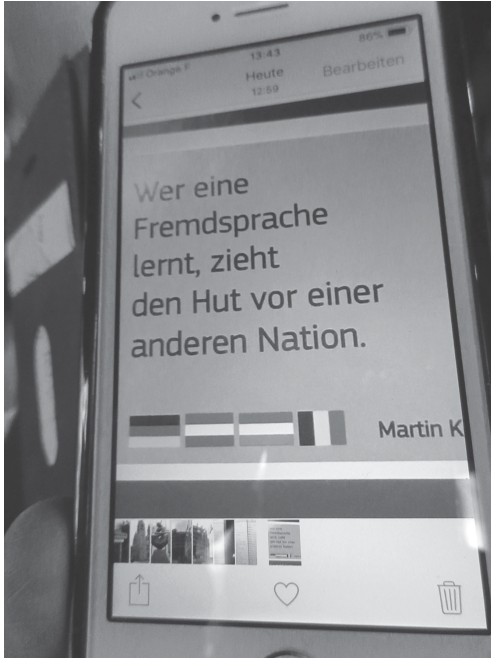 Orange F
13:43
86%
Heute
12:59
Bearbeiten
Wer eine
Fremdsprache
lernt, zieht
den Hut vor einer
anderen Nation.
Martin K